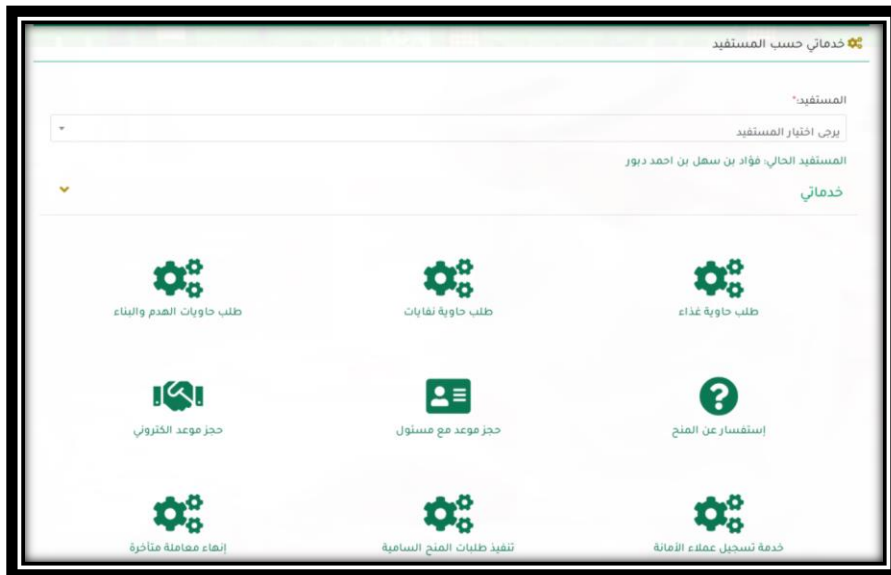 خدماتي حسب المستفيد
المستفيد:*
يرجى اختيار المستفيد
المستفيد الحالي: فؤاد بن سهل بن احمد دبور
خدماتي
طلب حاوية غذاء
طلب حاوية نفايات
طلب حاويات الهدم والبناء
إستفسار عن المنح
حجز موعد مع مسئول
حجز موعد الكتروني
خدمة تسجيل عملاء الأمانة
تنفيذ طلبات المنح السامية
إنهاء معاملة متأخرة